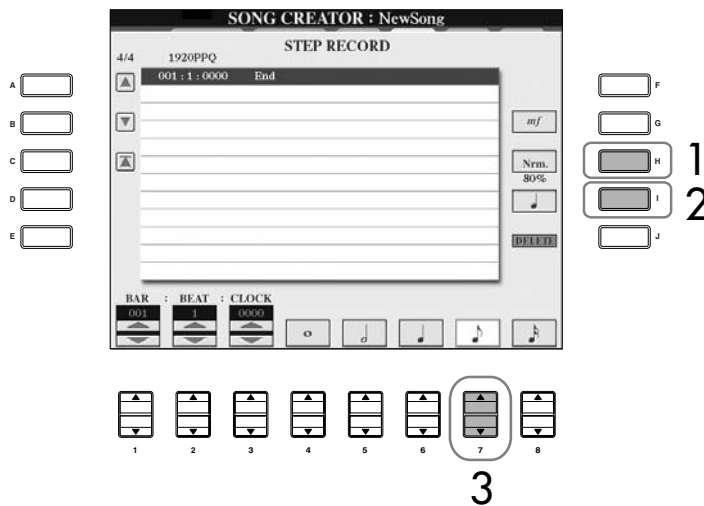 SONG CREATOR : NewSong
STEP RECORD
4/4 1920PPQ
001 : 1 : 0000 End
A
B
C
D
E
F
G
H
I
J
mf
Nrm.
80%
DELETE
1
2
BAR : BEAT : CLOCK
001 1 0000
1 2 3 4 5 6 7 8
3